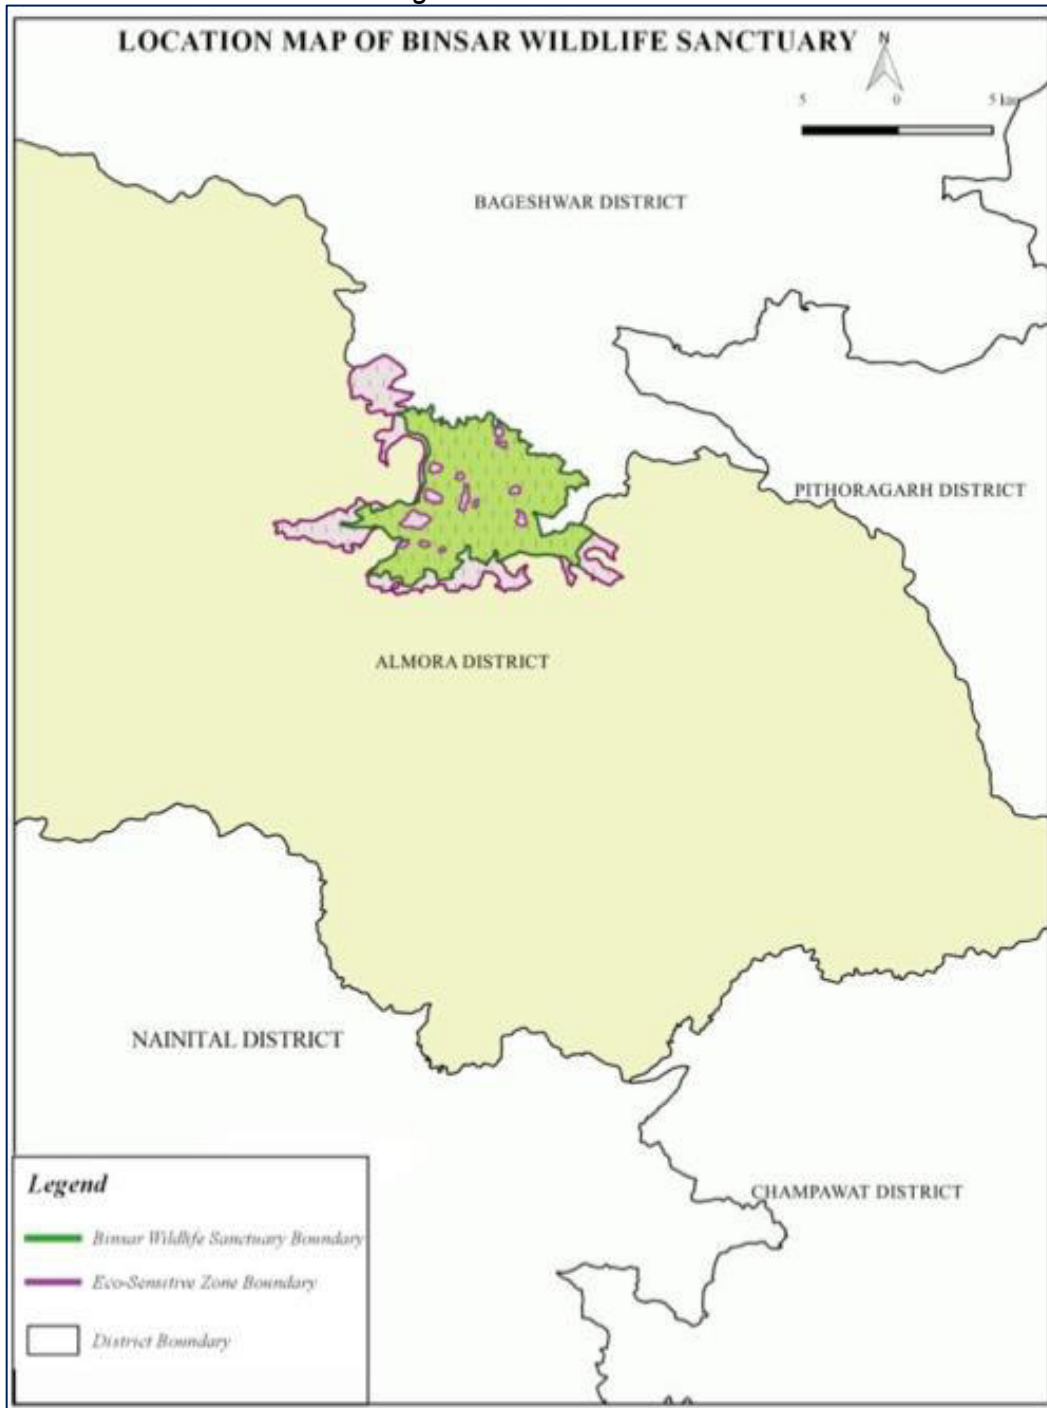 LOCATION MAP OF BINSAR WILDLIFE SANCTUARY
N
5 0 5 km
BAGESHWAR DISTRICT
PITHORAGARH DISTRICT
ALMORA DISTRICT
NAINITAL DISTRICT
CHAMPAWAT DISTRICT
Legend
Binsar Wildlife Sanctuary Boundary
Eco-Sensitive Zone Boundary
District Boundary